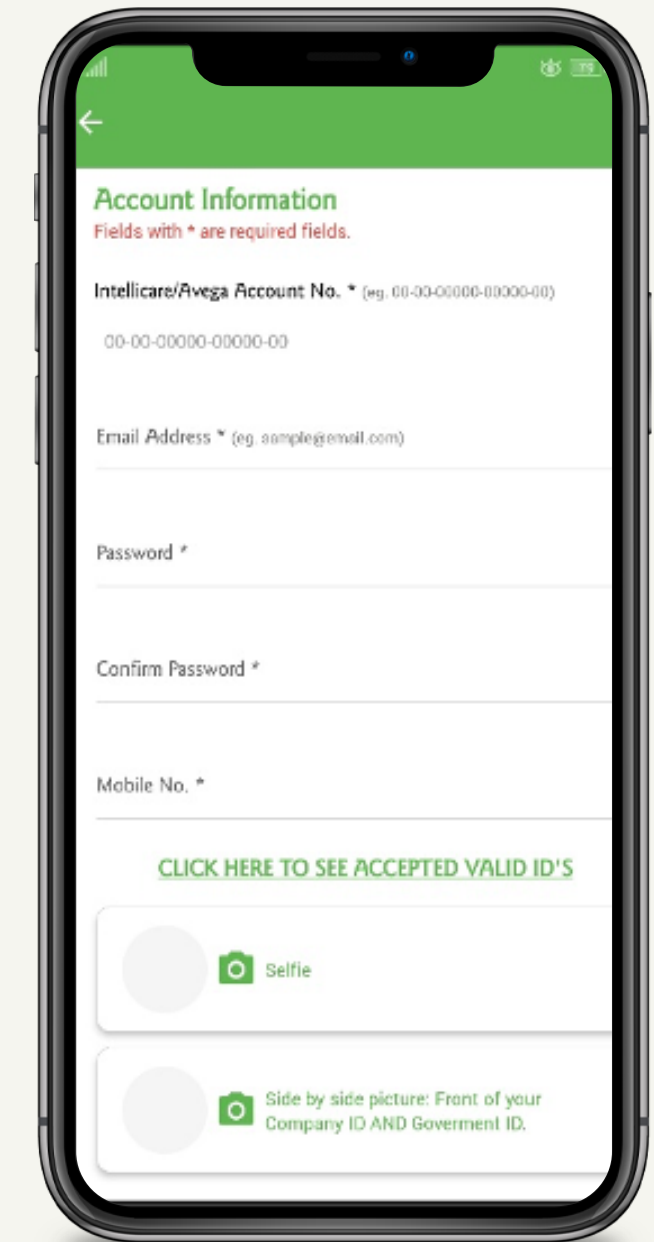 79
Account Information
Fields with * are required fields.
Intellicare/Avega Account No. * (eg. 00-00-00000-00000-00)
00-00-00000-00000-00
Email Address * (eg. sample@email.com)
Password *
Confirm Password *
Mobile No. *
CLICK HERE TO SEE ACCEPTED VALID ID'S
Selfie
Side by side picture: Front of your
Company ID AND Goverment ID.